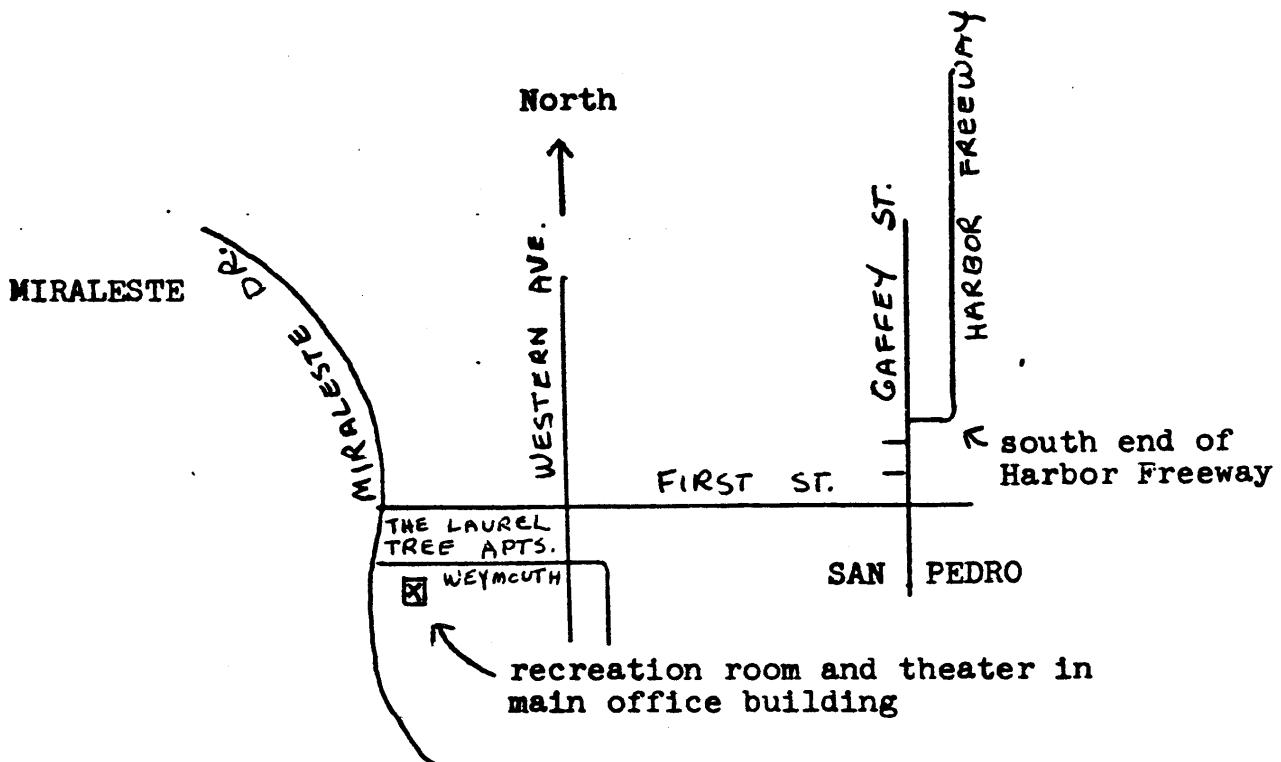 North
HARBOR FREEWAY
GAFFEY ST.
WESTERN AVE.
MIRALESTE
MIRALESTE DR.
south end of
Harbor Freeway
FIRST ST.
THE LAUREL
TREE APTS.
WEYMOUTH
SAN PEDRO
X
recreation room and theater in
main office building